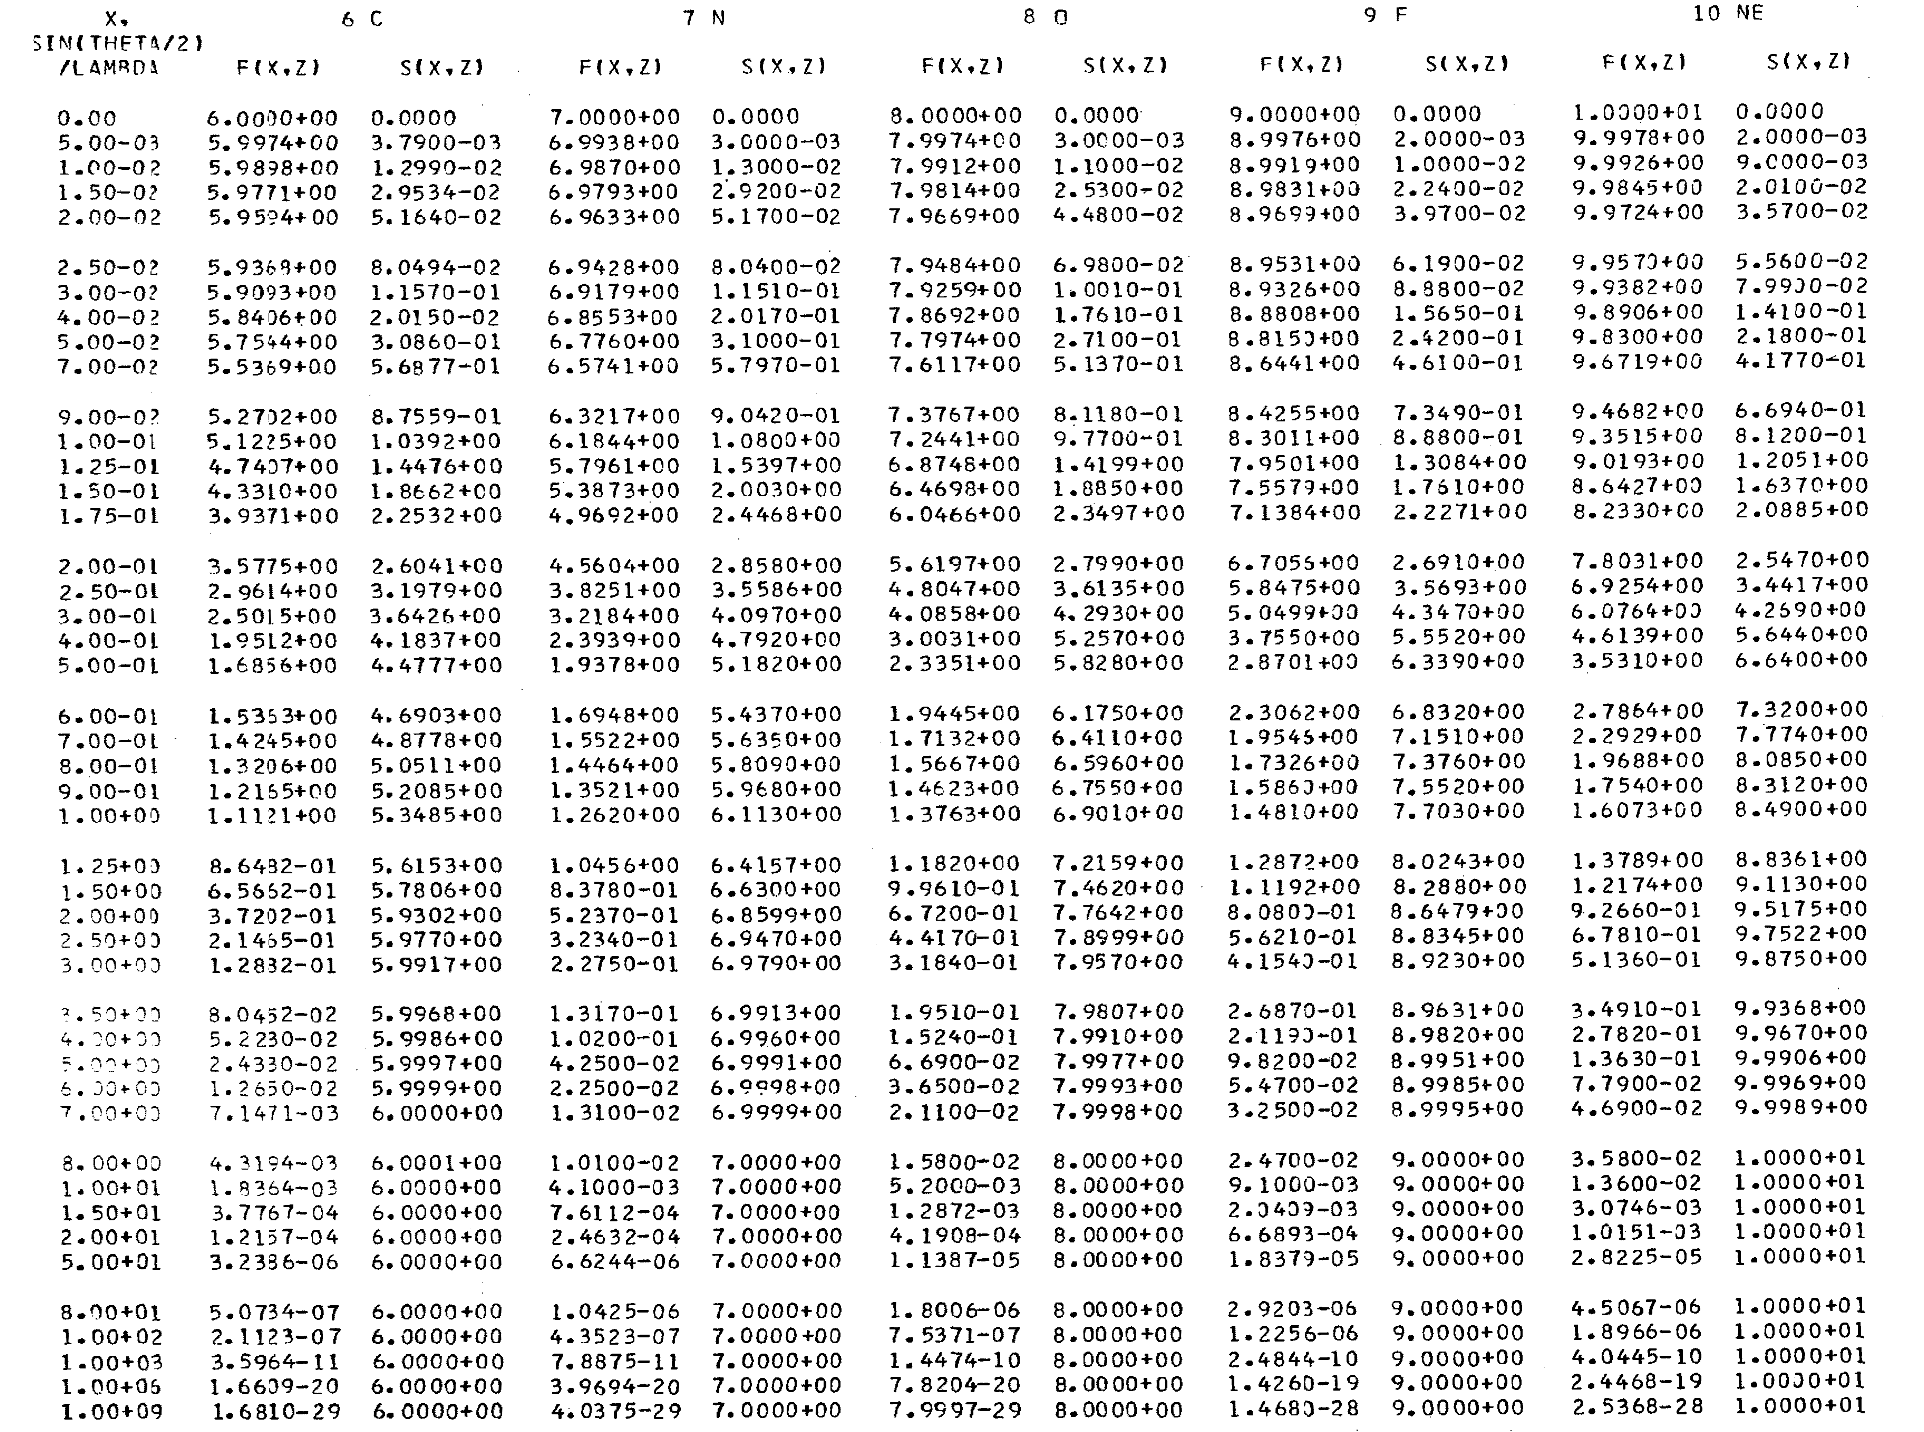 X, 6 C 7 N 8 O 9 F 10 NE
SIN(THETA/2)
/LAMBDA F(X,Z) S(X,Z) F(X,Z) S(X,Z) F(X,Z) S(X,Z) F(X,Z) S(X,Z) F(X,Z) S(X,Z)
0.00 6.0000+00 0.0000 7.0000+00 0.0000 8.0000+00 0.0000 9.0000+00 0.0000 1.0000+01 0.0000
5.00-03 5.9974+00 3.7900-03 6.9938+00 3.0000-03 7.9974+00 3.0000-03 8.9976+00 2.0000-03 9.9978+00 2.0000-03
1.00-02 5.9898+00 1.2990-02 6.9870+00 1.3000-02 7.9912+00 1.1000-02 8.9919+00 1.0000-02 9.9926+00 9.0000-03
1.50-02 5.9771+00 2.9534-02 6.9793+00 2.9200-02 7.9814+00 2.5300-02 8.9831+00 2.2400-02 9.9845+00 2.0100-02
2.00-02 5.9594+00 5.1640-02 6.9633+00 5.1700-02 7.9669+00 4.4800-02 8.9699+00 3.9700-02 9.9724+00 3.5700-02
2.50-02 5.9368+00 8.0494-02 6.9428+00 8.0400-02 7.9484+00 6.9800-02 8.9531+00 6.1900-02 9.9570+00 5.5600-02
3.00-02 5.9093+00 1.1570-01 6.9179+00 1.1510-01 7.9259+00 1.0010-01 8.9326+00 8.8800-02 9.9382+00 7.9900-02
4.00-02 5.8406+00 2.0150-02 6.8553+00 2.0170-01 7.8692+00 1.7610-01 8.8808+00 1.5650-01 9.8906+00 1.4100-01
5.00-02 5.7544+00 3.0860-01 6.7760+00 3.1000-01 7.7974+00 2.7100-01 8.8150+00 2.4200-01 9.8300+00 2.1800-01
7.00-02 5.5369+00 5.6877-01 6.5741+00 5.7970-01 7.6117+00 5.1370-01 8.6441+00 4.6100-01 9.6719+00 4.1770-01
9.00-02 5.2702+00 8.7559-01 6.3217+00 9.0420-01 7.3767+00 8.1180-01 8.4255+00 7.3490-01 9.4682+00 6.6940-01
1.00-01 5.1225+00 1.0392+00 6.1844+00 1.0800+00 7.2441+00 9.7700-01 8.3011+00 8.8800-01 9.3515+00 8.1200-01
1.25-01 4.7407+00 1.4476+00 5.7961+00 1.5397+00 6.8748+00 1.4199+00 7.9501+00 1.3084+00 9.0193+00 1.2051+00
1.50-01 4.3310+00 1.8662+00 5.3873+00 2.0030+00 6.4698+00 1.8850+00 7.5579+00 1.7610+00 8.6427+00 1.6370+00
1.75-01 3.9371+00 2.2532+00 4.9692+00 2.4468+00 6.0466+00 2.3497+00 7.1384+00 2.2271+00 8.2330+00 2.0885+00
2.00-01 3.5775+00 2.6041+00 4.5604+00 2.8580+00 5.6197+00 2.7990+00 6.7056+00 2.6910+00 7.8031+00 2.5470+00
2.50-01 2.9614+00 3.1979+00 3.8251+00 3.5586+00 4.8047+00 3.6135+00 5.8475+00 3.5693+00 6.9254+00 3.4417+00
3.00-01 2.5015+00 3.6426+00 3.2184+00 4.0970+00 4.0858+00 4.2930+00 5.0499+00 4.3470+00 6.0764+00 4.2690+00
4.00-01 1.9512+00 4.1837+00 2.3939+00 4.7920+00 3.0031+00 5.2570+00 3.7550+00 5.5520+00 4.6139+00 5.6440+00
5.00-01 1.6856+00 4.4777+00 1.9378+00 5.1820+00 2.3351+00 5.8280+00 2.8701+00 6.3390+00 3.5310+00 6.6400+00
6.00-01 1.5363+00 4.6903+00 1.6948+00 5.4370+00 1.9445+00 6.1750+00 2.3062+00 6.8320+00 2.7864+00 7.3200+00
7.00-01 1.4245+00 4.8778+00 1.5522+00 5.6350+00 1.7132+00 6.4110+00 1.9546+00 7.1510+00 2.2929+00 7.7740+00
8.00-01 1.3206+00 5.0511+00 1.4464+00 5.8090+00 1.5667+00 6.5960+00 1.7326+00 7.3760+00 1.9688+00 8.0850+00
9.00-01 1.2165+00 5.2085+00 1.3521+00 5.9680+00 1.4623+00 6.7550+00 1.5860+00 7.5520+00 1.7540+00 8.3120+00
1.00+00 1.1121+00 5.3485+00 1.2620+00 6.1130+00 1.3763+00 6.9010+00 1.4810+00 7.7030+00 1.6073+00 8.4900+00
1.25+00 8.6432-01 5.6153+00 1.0456+00 6.4157+00 1.1820+00 7.2159+00 1.2872+00 8.0243+00 1.3789+00 8.8361+00
1.50+00 6.5662-01 5.7806+00 8.3780-01 6.6300+00 9.9610-01 7.4620+00 1.1192+00 8.2880+00 1.2174+00 9.1130+00
2.00+00 3.7202-01 5.9302+00 5.2370-01 6.8599+00 6.7200-01 7.7642+00 8.0800-01 8.6479+00 9.2660-01 9.5175+00
2.50+00 2.1465-01 5.9770+00 3.2340-01 6.9470+00 4.4170-01 7.8999+00 5.6210-01 8.8345+00 6.7810-01 9.7522+00
3.00+00 1.2832-01 5.9917+00 2.2750-01 6.9790+00 3.1840-01 7.9570+00 4.1540-01 8.9230+00 5.1360-01 9.8750+00
3.50+00 8.0452-02 5.9968+00 1.3170-01 6.9913+00 1.9510-01 7.9807+00 2.6870-01 8.9631+00 3.4910-01 9.9368+00
4.00+00 5.2230-02 5.9986+00 1.0200-01 6.9960+00 1.5240-01 7.9910+00 2.1190-01 8.9820+00 2.7820-01 9.9670+00
5.00+00 2.4330-02 5.9997+00 4.2500-02 6.9991+00 6.6900-02 7.9977+00 9.8200-02 8.9951+00 1.3630-01 9.9906+00
6.00+00 1.2650-02 5.9999+00 2.2500-02 6.9998+00 3.6500-02 7.9993+00 5.4700-02 8.9985+00 7.7900-02 9.9969+00
7.00+00 7.1471-03 6.0000+00 1.3100-02 6.9999+00 2.1100-02 7.9998+00 3.2500-02 8.9995+00 4.6900-02 9.9989+00
8.00+00 4.3194-03 6.0001+00 1.0100-02 7.0000+00 1.5800-02 8.0000+00 2.4700-02 9.0000+00 3.5800-02 1.0000+01
1.00+01 1.8364-03 6.0000+00 4.1000-03 7.0000+00 5.2000-03 8.0000+00 9.1000-03 9.0000+00 1.3600-02 1.0000+01
1.50+01 3.7767-04 6.0000+00 7.6112-04 7.0000+00 1.2872-03 8.0000+00 2.0409-03 9.0000+00 3.0746-03 1.0000+01
2.00+01 1.2157-04 6.0000+00 2.4632-04 7.0000+00 4.1908-04 8.0000+00 6.6893-04 9.0000+00 1.0151-03 1.0000+01
5.00+01 3.2386-06 6.0000+00 6.6244-06 7.0000+00 1.1387-05 8.0000+00 1.8379-05 9.0000+00 2.8225-05 1.0000+01
8.00+01 5.0734-07 6.0000+00 1.0425-06 7.0000+00 1.8006-06 8.0000+00 2.9203-06 9.0000+00 4.5067-06 1.0000+01
1.00+02 2.1123-07 6.0000+00 4.3523-07 7.0000+00 7.5371-07 8.0000+00 1.2256-06 9.0000+00 1.8966-06 1.0000+01
1.00+03 3.5964-11 6.0000+00 7.8875-11 7.0000+00 1.4474-10 8.0000+00 2.4844-10 9.0000+00 4.0445-10 1.0000+01
1.00+06 1.6609-20 6.0000+00 3.9694-20 7.0000+00 7.8204-20 8.0000+00 1.4260-19 9.0000+00 2.4468-19 1.0000+01
1.00+09 1.6810-29 6.0000+00 4.0375-29 7.0000+00 7.9997-29 8.0000+00 1.4680-28 9.0000+00 2.5368-28 1.0000+01